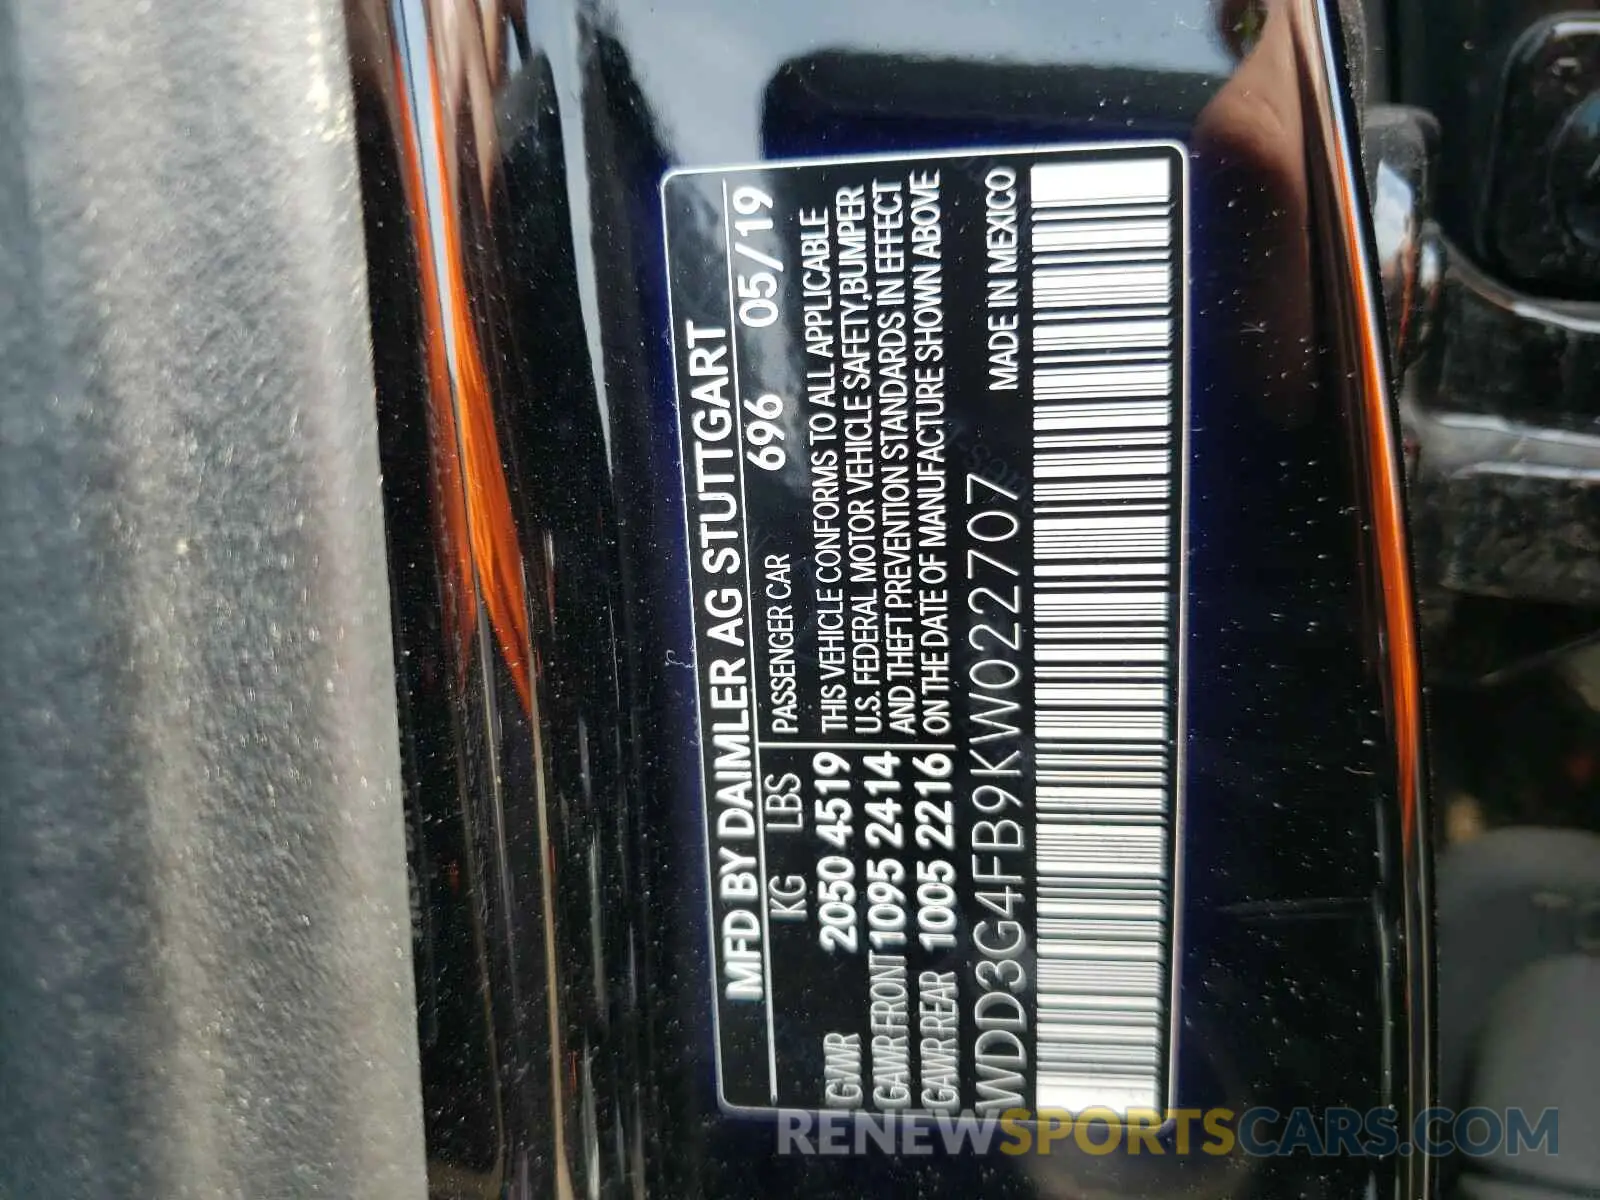 MFD BY DAIMLER AG STUTTGART
KG LBS PASSENGER CAR 696 05/19
GVWR 2050 4519 THIS VEHICLE CONFORMS TO ALL APPLICABLE
GAWR FRONT 1095 2414 U.S. FEDERAL MOTOR VEHICLE SAFETY,BUMPER
GAWR REAR 1005 2216 AND THEFT PREVENTION STANDARDS IN EFFECT
ON THE DATE OF MANUFACTURE SHOWN ABOVE
WDD3G4FB9KW022707 MADE IN MEXICO
RENEWSPORTSCARS.COM